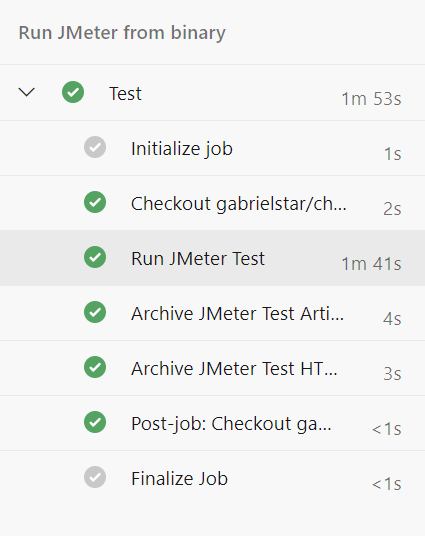 Run JMeter from binary
Test 1m 53s
Initialize job 1s
Checkout gabrielstar/ch... 2s
Run JMeter Test 1m 41s
Archive JMeter Test Arti... 4s
Archive JMeter Test HT... 3s
Post-job: Checkout ga... <1s
Finalize Job <1s